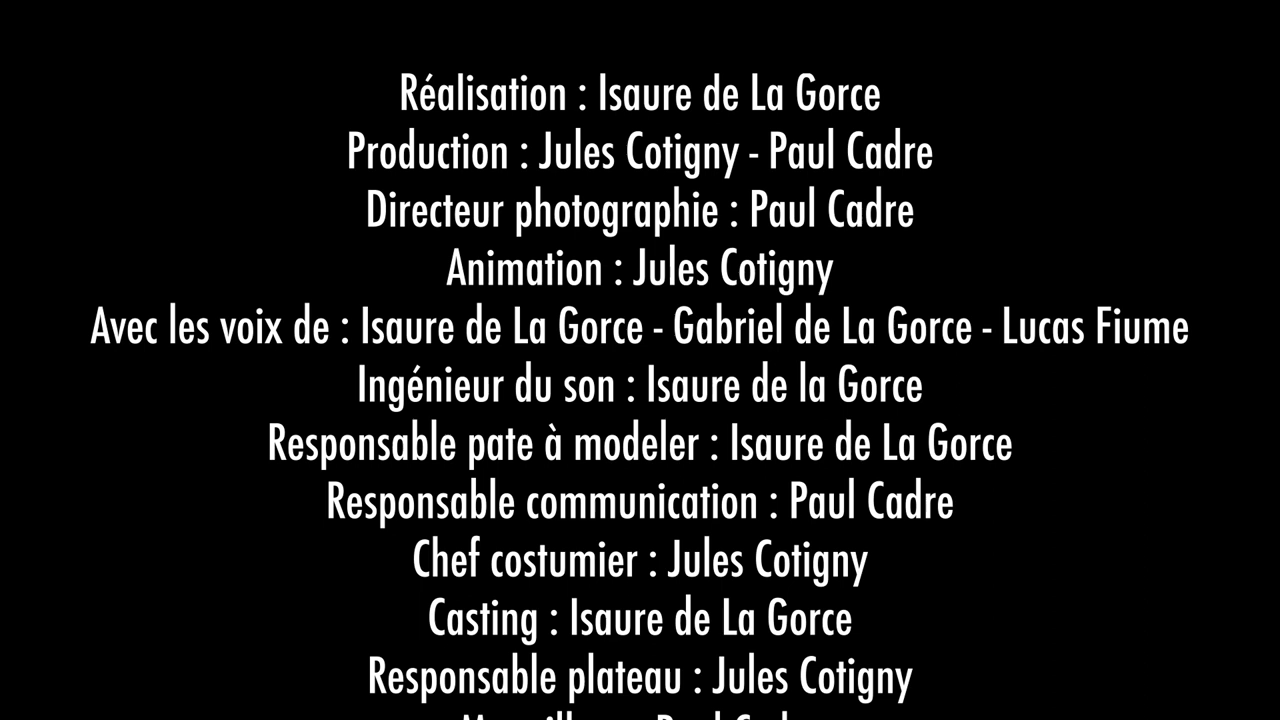 Réalisation : Isaure de La Gorce
Production : Jules Cotigny - Paul Cadre
Directeur photographie : Paul Cadre
Animation : Jules Cotigny
Avec les voix de : Isaure de La Gorce - Gabriel de La Gorce - Lucas Fiume
Ingénieur du son : Isaure de la Gorce
Responsable pate à modeler : Isaure de La Gorce
Responsable communication : Paul Cadre
Chef costumier : Jules Cotigny
Casting : Isaure de La Gorce
Responsable plateau : Jules Cotigny